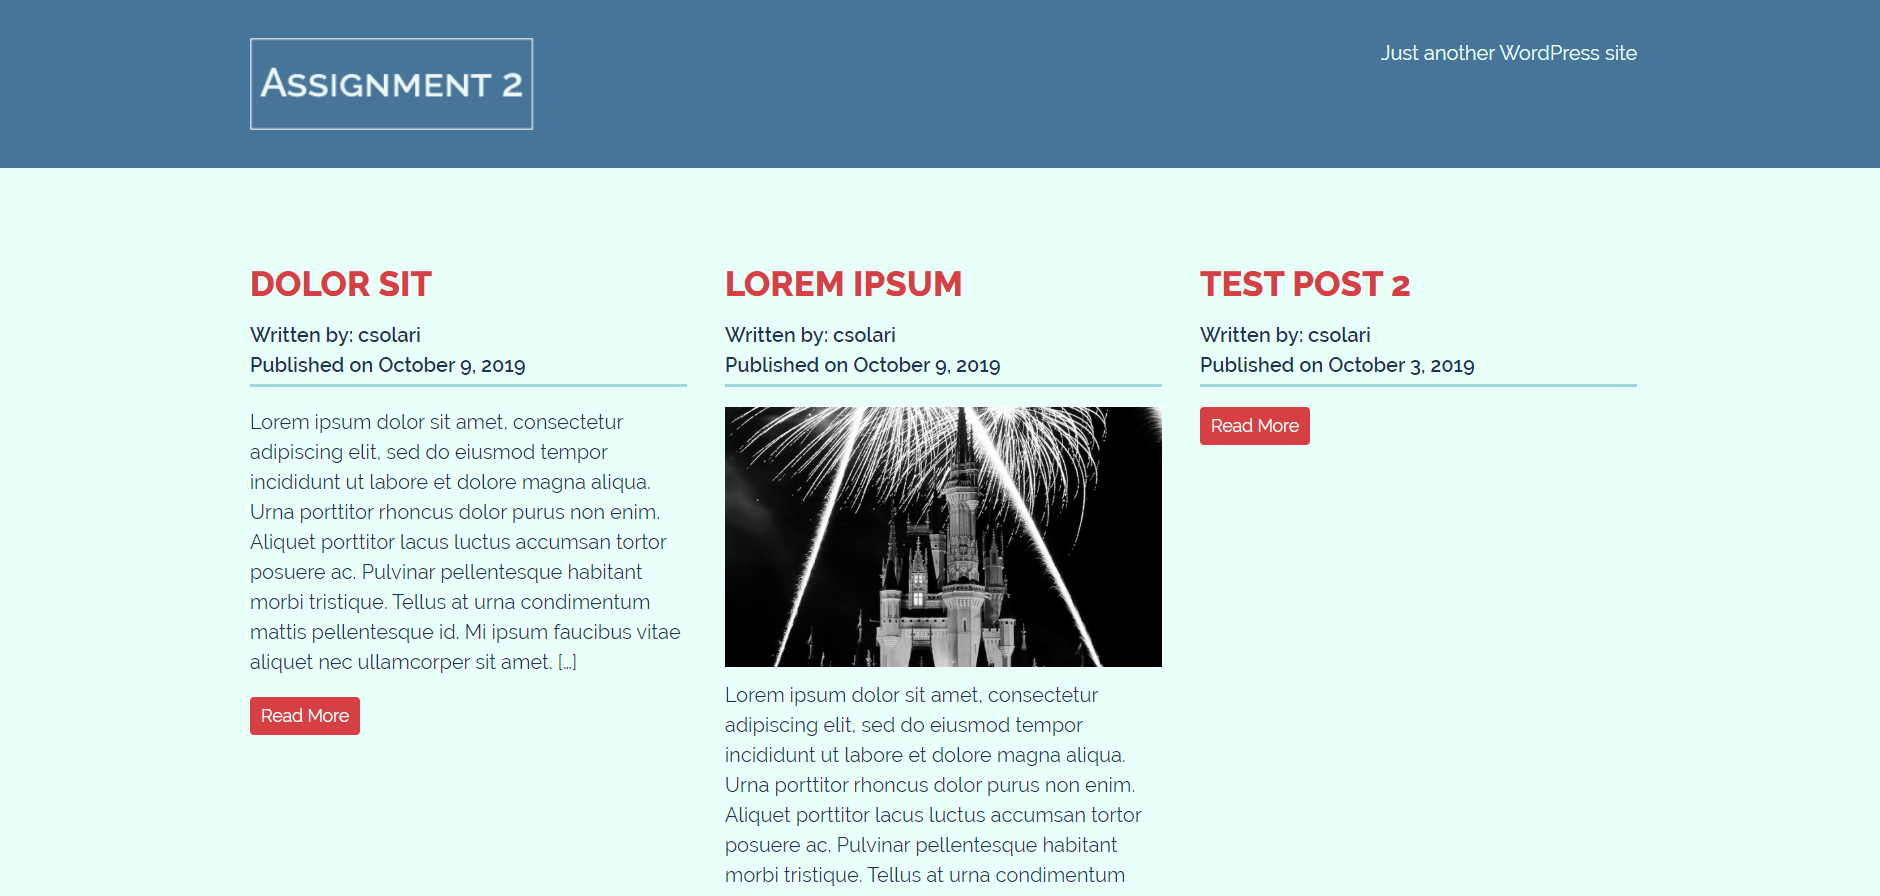 Assignment 2
Just another WordPress site
DOLOR SIT
Written by: csolari
Published on October 9, 2019
Lorem ipsum dolor sit amet, consectetur
adipiscing elit, sed do eiusmod tempor
incididunt ut labore et dolore magna aliqua.
Urna porttitor rhoncus dolor purus non enim.
Aliquet porttitor lacus luctus accumsan tortor
posuere ac. Pulvinar pellentesque habitant
morbi tristique. Tellus at urna condimentum
mattis pellentesque id. Mi ipsum faucibus vitae
aliquet nec ullamcorper sit amet. […]
Read More
LOREM IPSUM
Written by: csolari
Published on October 9, 2019
Lorem ipsum dolor sit amet, consectetur
adipiscing elit, sed do eiusmod tempor
incididunt ut labore et dolore magna aliqua.
Urna porttitor rhoncus dolor purus non enim.
Aliquet porttitor lacus luctus accumsan tortor
posuere ac. Pulvinar pellentesque habitant
morbi tristique. Tellus at urna condimentum
TEST POST 2
Written by: csolari
Published on October 3, 2019
Read More